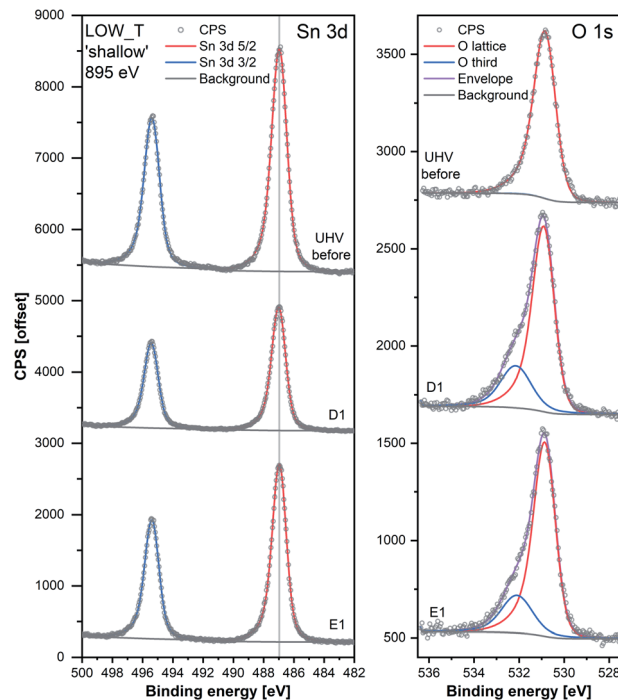 LOW_T
'shallow'
895 eV
CPS
Sn 3d 5/2
Sn 3d 3/2
Background
Sn 3d
UHV
before
D1
E1
CPS [offset]
9000
8000
7000
6000
5000
4000
3000
2000
1000
0
500 498 496 494 492 490 488 486 484 482
Binding energy [eV]
CPS
O lattice
O third
Envelope
Background
O 1s
UHV
before
D1
E1
3500
3000
2500
2000
1500
1000
500
536 534 532 530 528
Binding energy [eV]